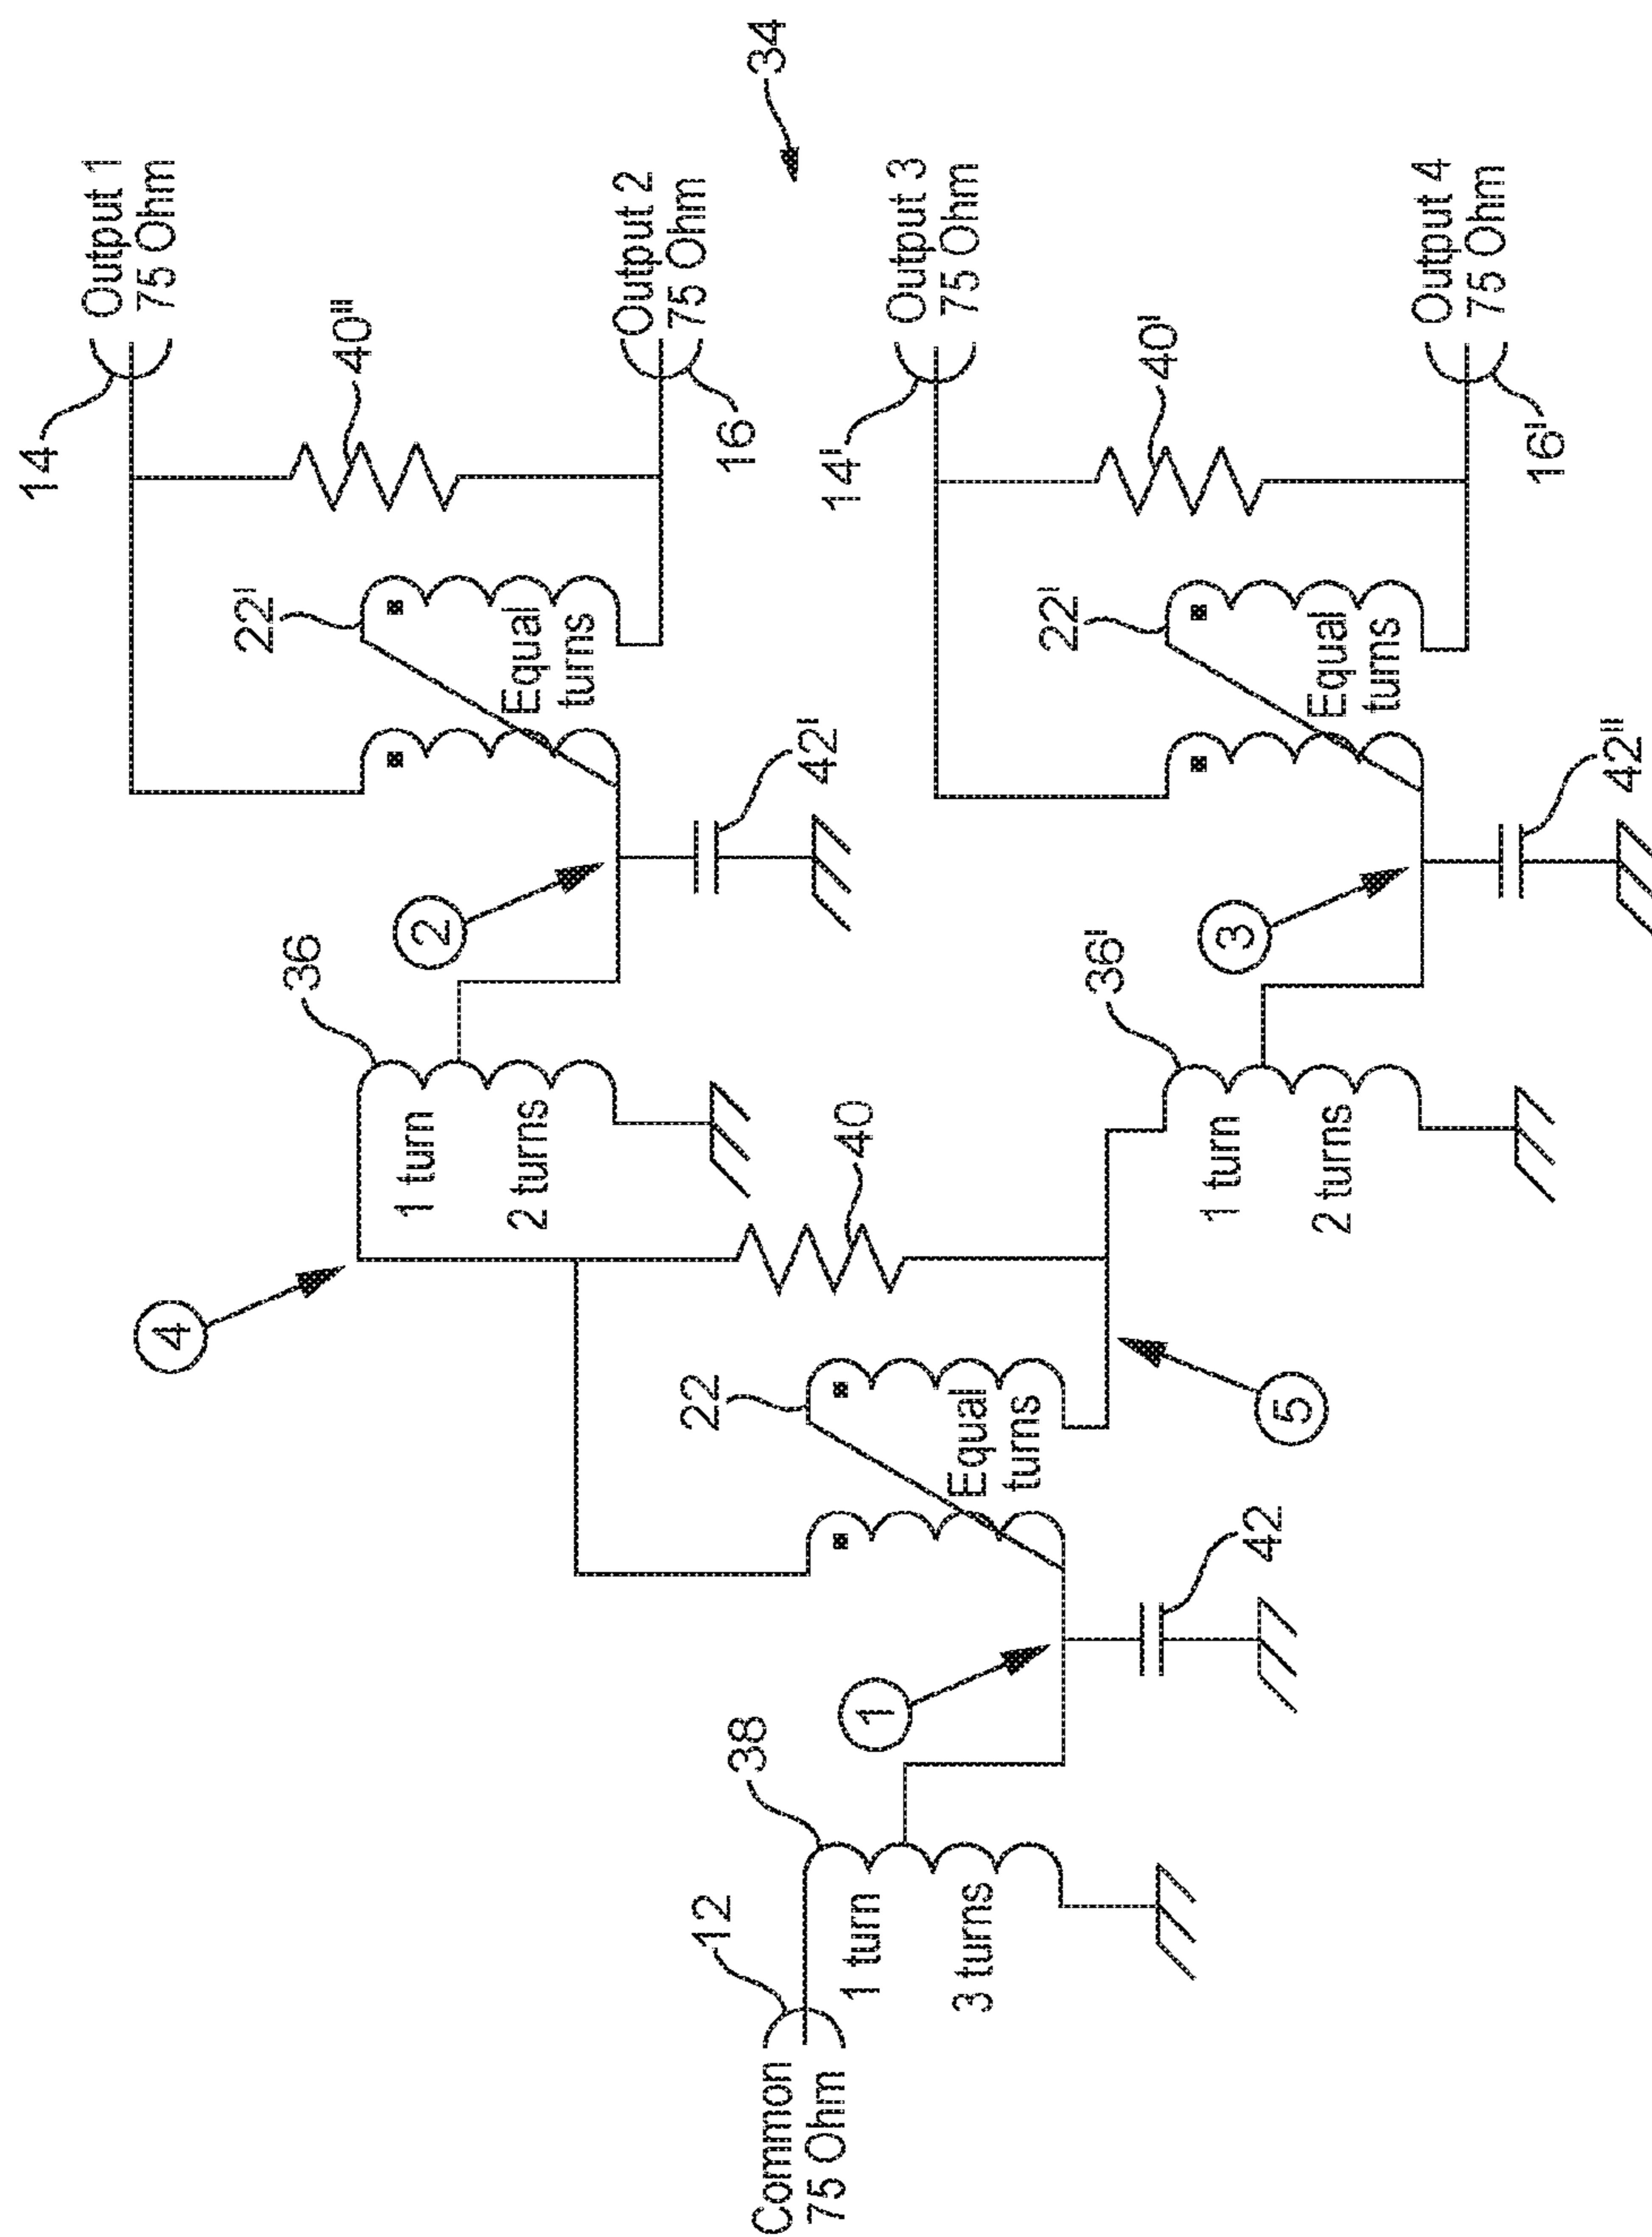 Common
75 Ohm
12
38
1 turn
3 turns
1
42
22
Equal
turns
4
5
40
36
1 turn
2 turns
36'
1 turn
2 turns
2
42'
3
42"
22'
Equal
turns
22'
Equal
turns
40"
40'
14
Output 1
75 Ohm
16
Output 2
75 Ohm
14'
Output 3
75 Ohm
16'
Output 4
75 Ohm
34